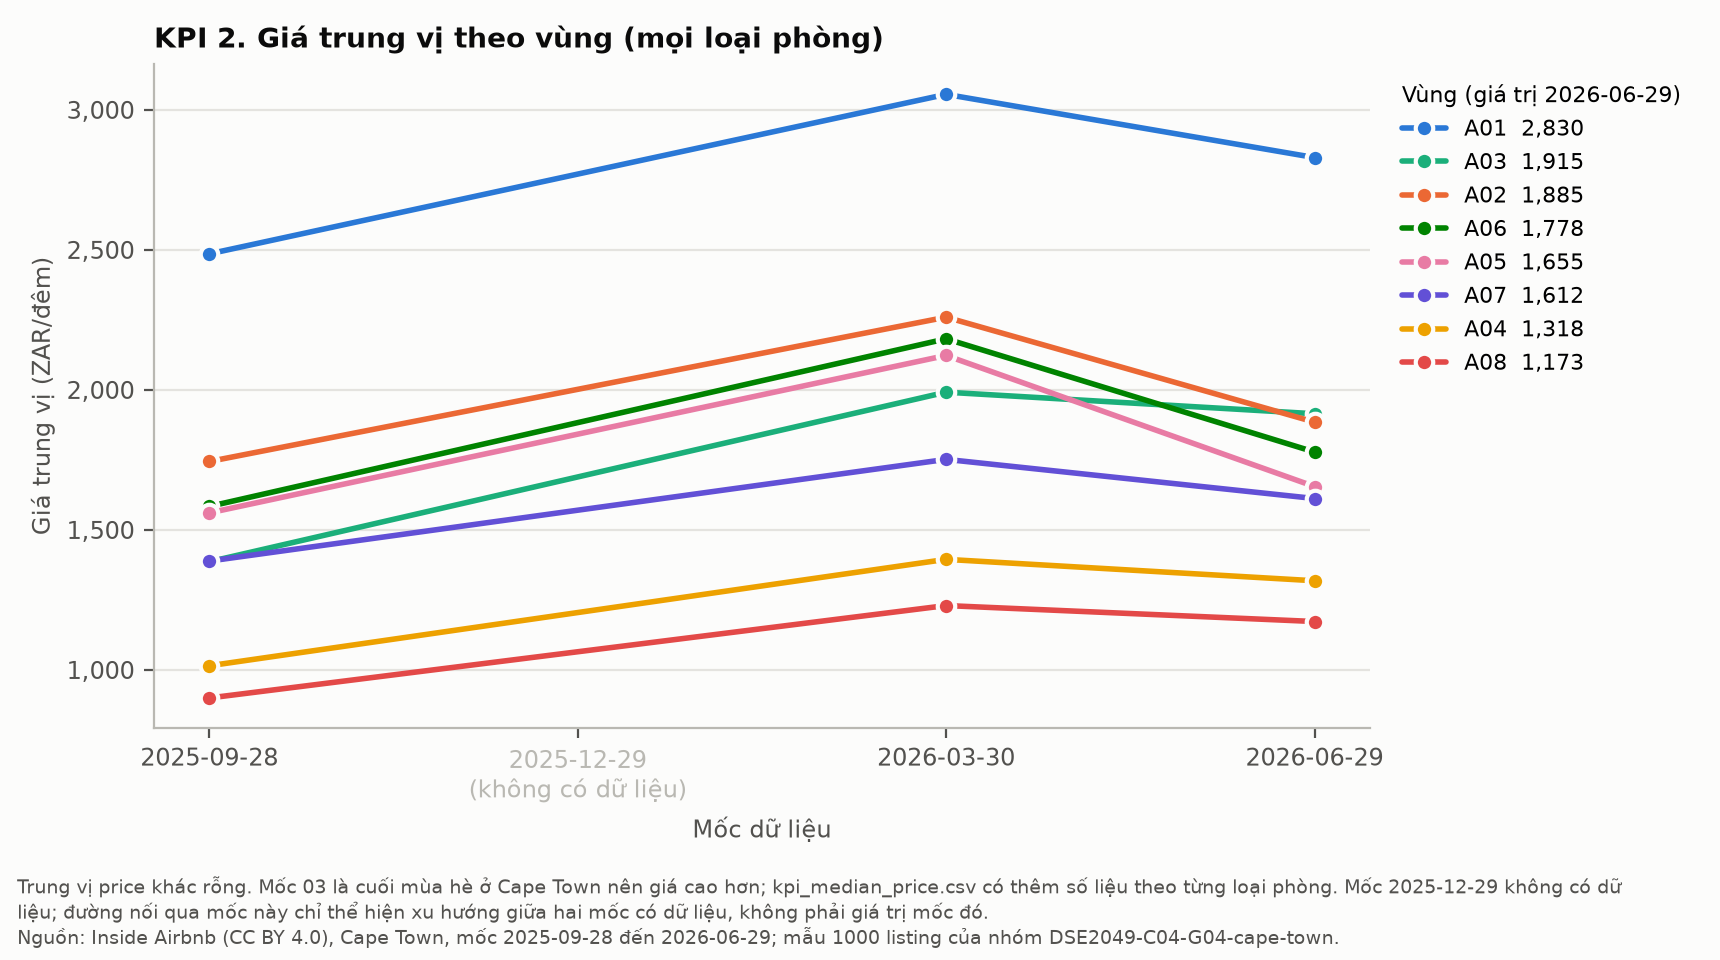 KPI 2. Giá trung vị theo vùng (mọi loại phòng)
Giá trung vị (ZAR/đêm)
3,000
2,500
2,000
1,500
1,000
2025-09-28
2025-12-29
(không có dữ liệu)
2026-03-30
2026-06-29
Mốc dữ liệu
Vùng (giá trị 2026-06-29)
A01 2,830
A03 1,915
A02 1,885
A06 1,778
A05 1,655
A07 1,612
A04 1,318
A08 1,173
Trung vị price khác rỗng. Mốc 03 là cuối mùa hè ở Cape Town nên giá cao hơn; kpi_median_price.csv có thêm số liệu theo từng loại phòng. Mốc 2025-12-29 không có dữ
liệu; đường nối qua mốc này chỉ thể hiện xu hướng giữa hai mốc có dữ liệu, không phải giá trị mốc đó.
Nguồn: Inside Airbnb (CC BY 4.0), Cape Town, mốc 2025-09-28 đến 2026-06-29; mẫu 1000 listing của nhóm DSE2049-C04-G04-cape-town.